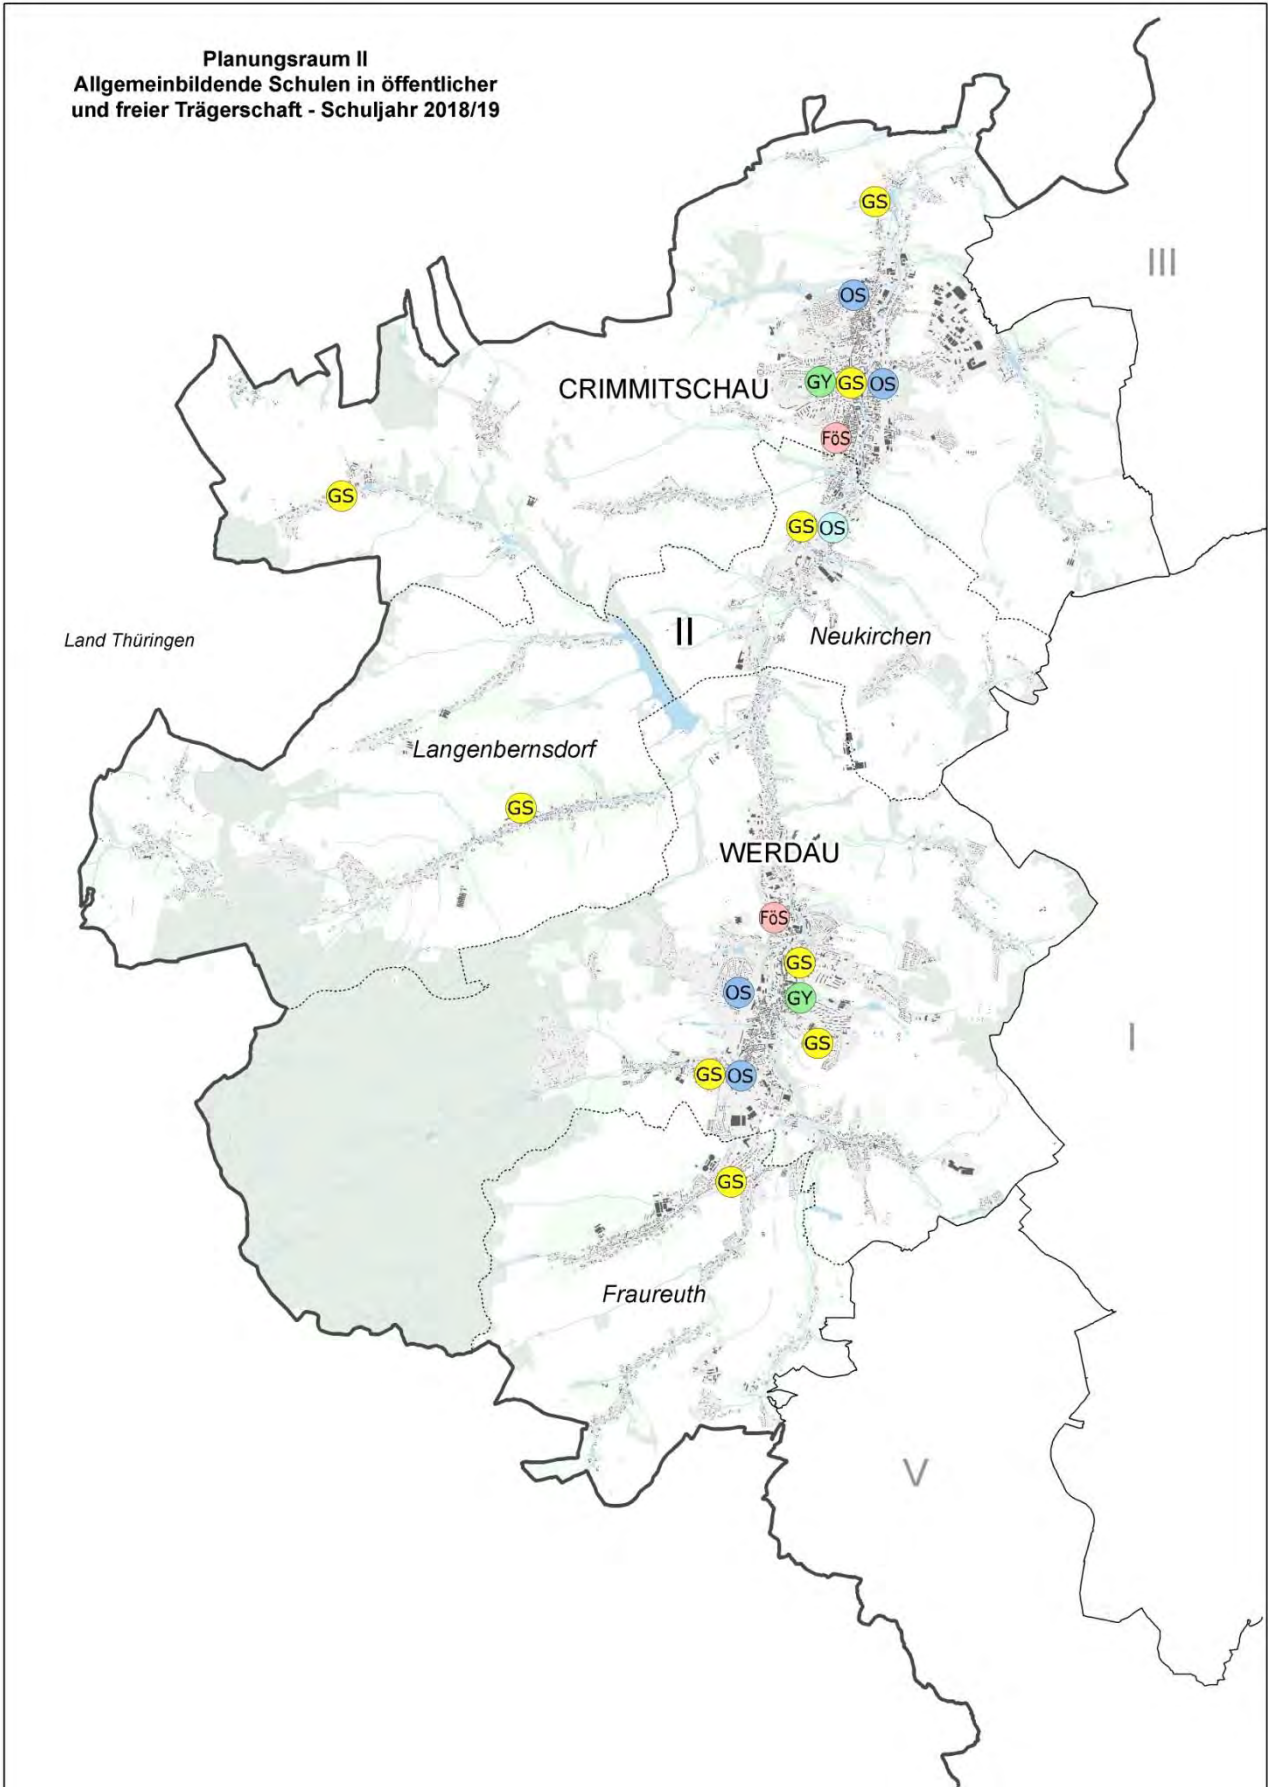 Planungsraum II
Allgemeinbildende Schulen in öffentlicher
und freier Trägerschaft - Schuljahr 2018/19
GS
III
OS
CRIMMITSCHAU
GY GS OS
FöS
GS
GS OS
Land Thüringen
II
Neukirchen
Langenbernsdorf
GS
WERDAU
FöS
GS
OS
GY
I
GS
GS OS
GS
Fraureuth
V